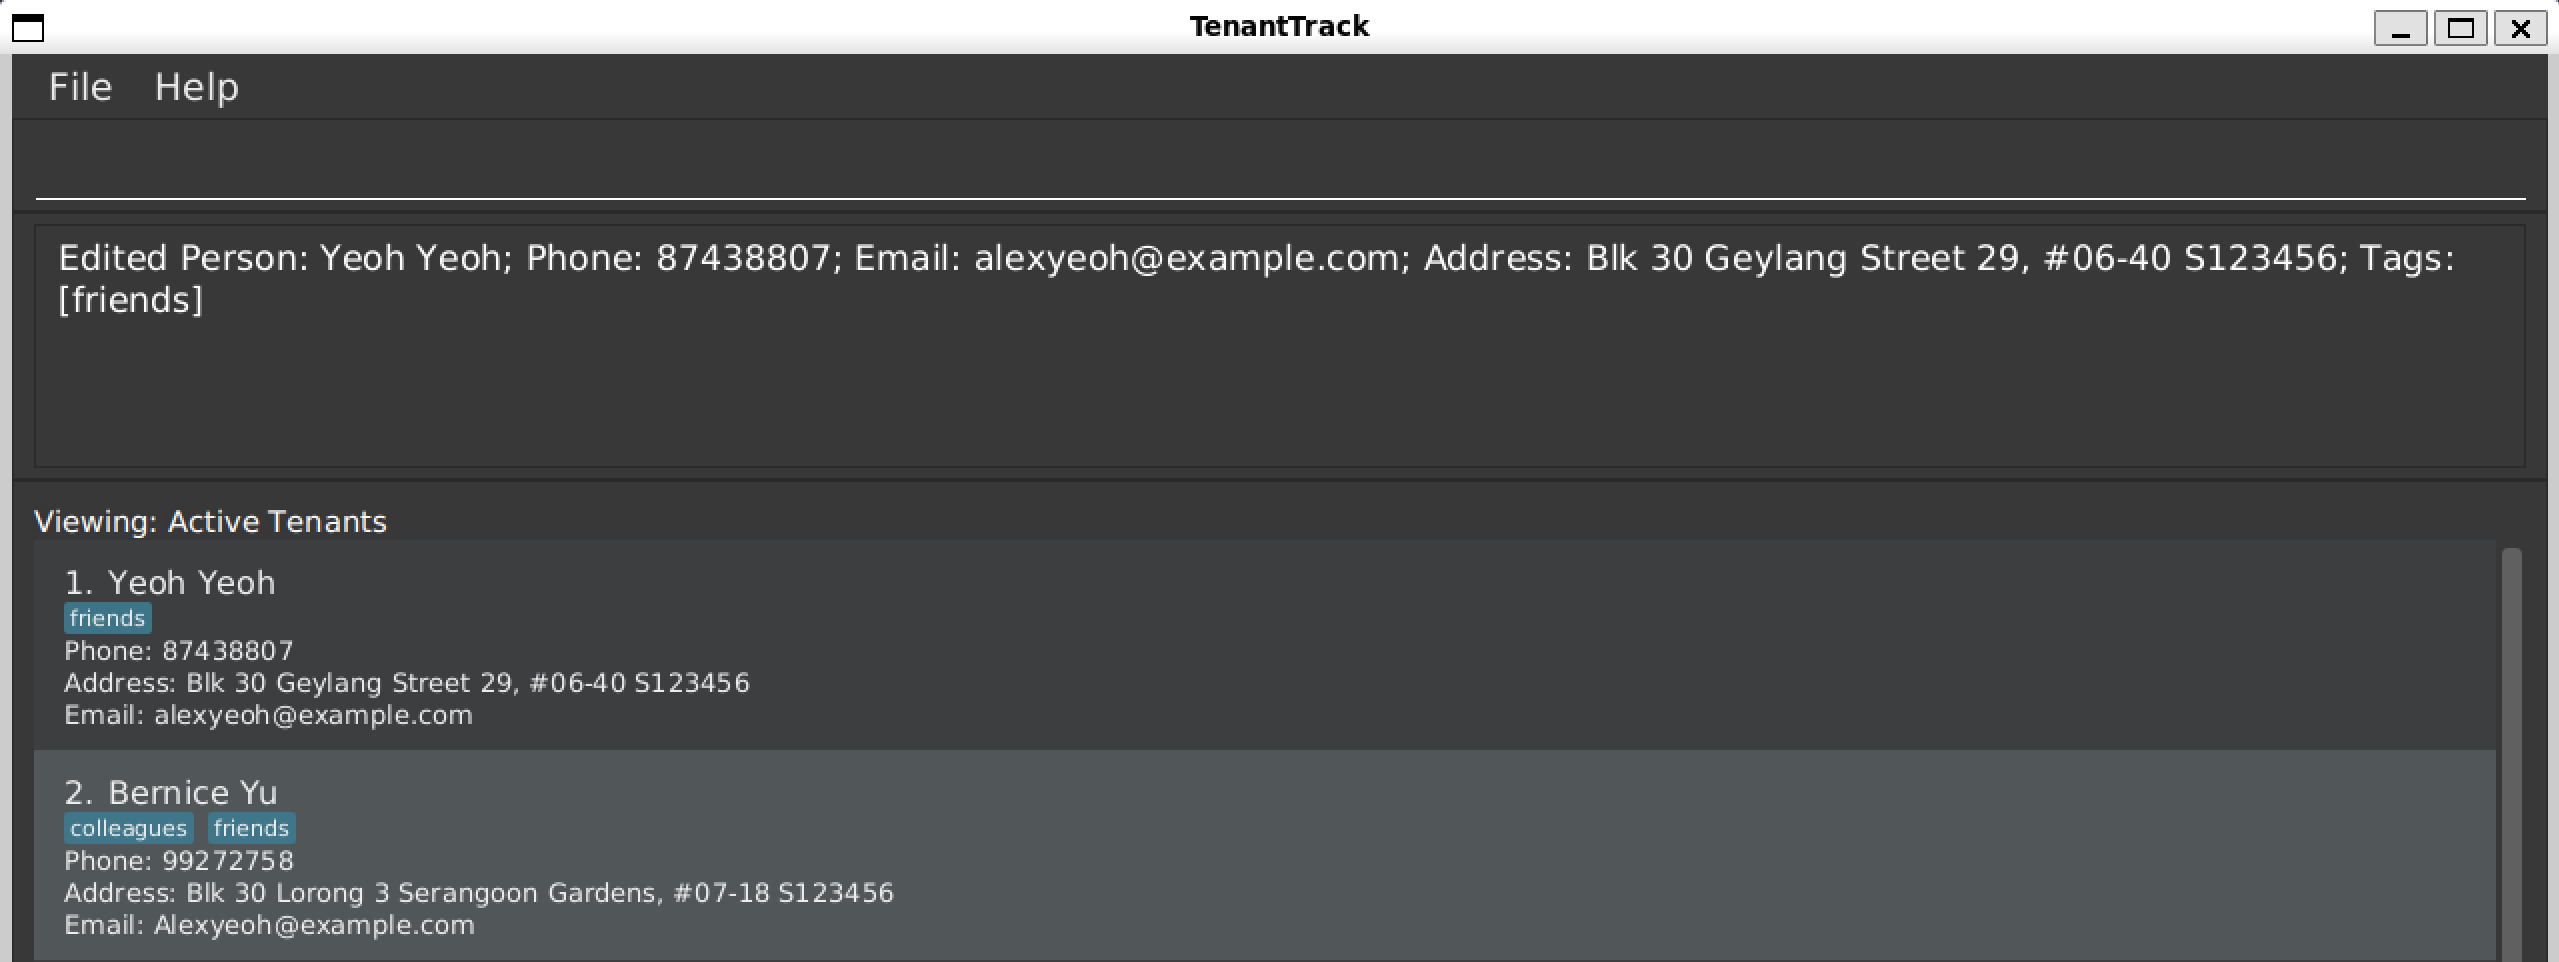 TenantTrack
File Help
Edited Person: Yeoh Yeoh; Phone: 87438807; Email: alexyeoh@example.com; Address: Blk 30 Geylang Street 29, #06-40 S123456; Tags:
[friends]
Viewing: Active Tenants
1. Yeoh Yeoh
friends
Phone: 87438807
Address: Blk 30 Geylang Street 29, #06-40 S123456
Email: alexyeoh@example.com
2. Bernice Yu
colleagues friends
Phone: 99272758
Address: Blk 30 Lorong 3 Serangoon Gardens, #07-18 S123456
Email: Alexyeoh@example.com